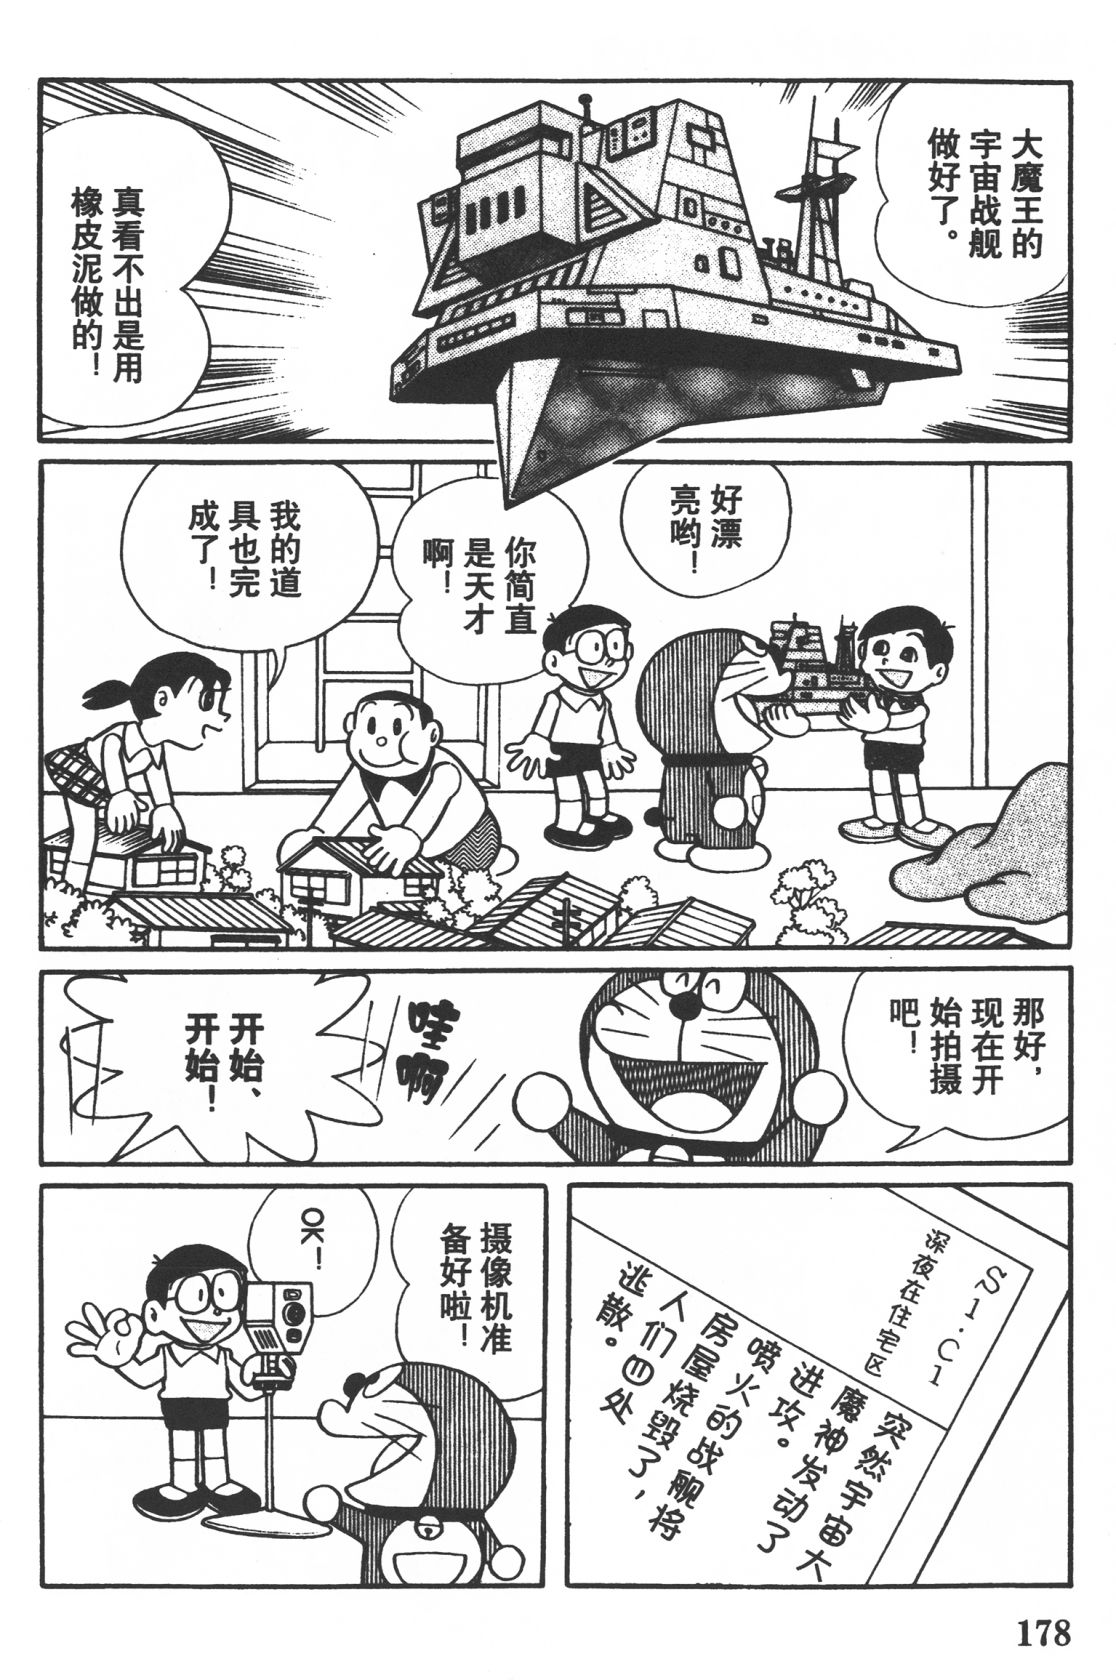 大魔王的
宇宙战舰
做好了。
真看不出是用
橡皮泥做的！
好漂
亮哟！
你简直
是天才
啊！
我的道
具也完
成了！
那好，
现在开
始拍摄
吧！
哇啊
开始、
开始！
S1·C1
深夜在住宅区
突然宇宙大
魔神发动了
进攻。
喷火的战舰将
房屋烧毁了，
人们四处
逃散。
摄像机准
备好啦！
OK！
178